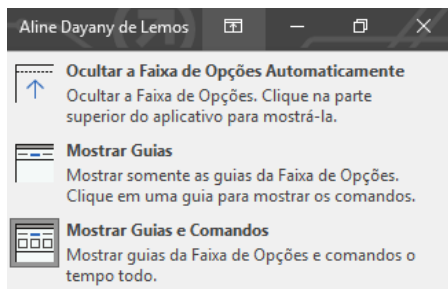 Aline Dayany de Lemos
Ocultar a Faixa de Opções Automaticamente
Ocultar a Faixa de Opções. Clique na parte
superior do aplicativo para mostrá-la.
Mostrar Guias
Mostrar somente as guias da Faixa de Opções.
Clique em uma guia para mostrar os comandos.
Mostrar Guias e Comandos
Mostrar guias da Faixa de Opções e comandos o
tempo todo.